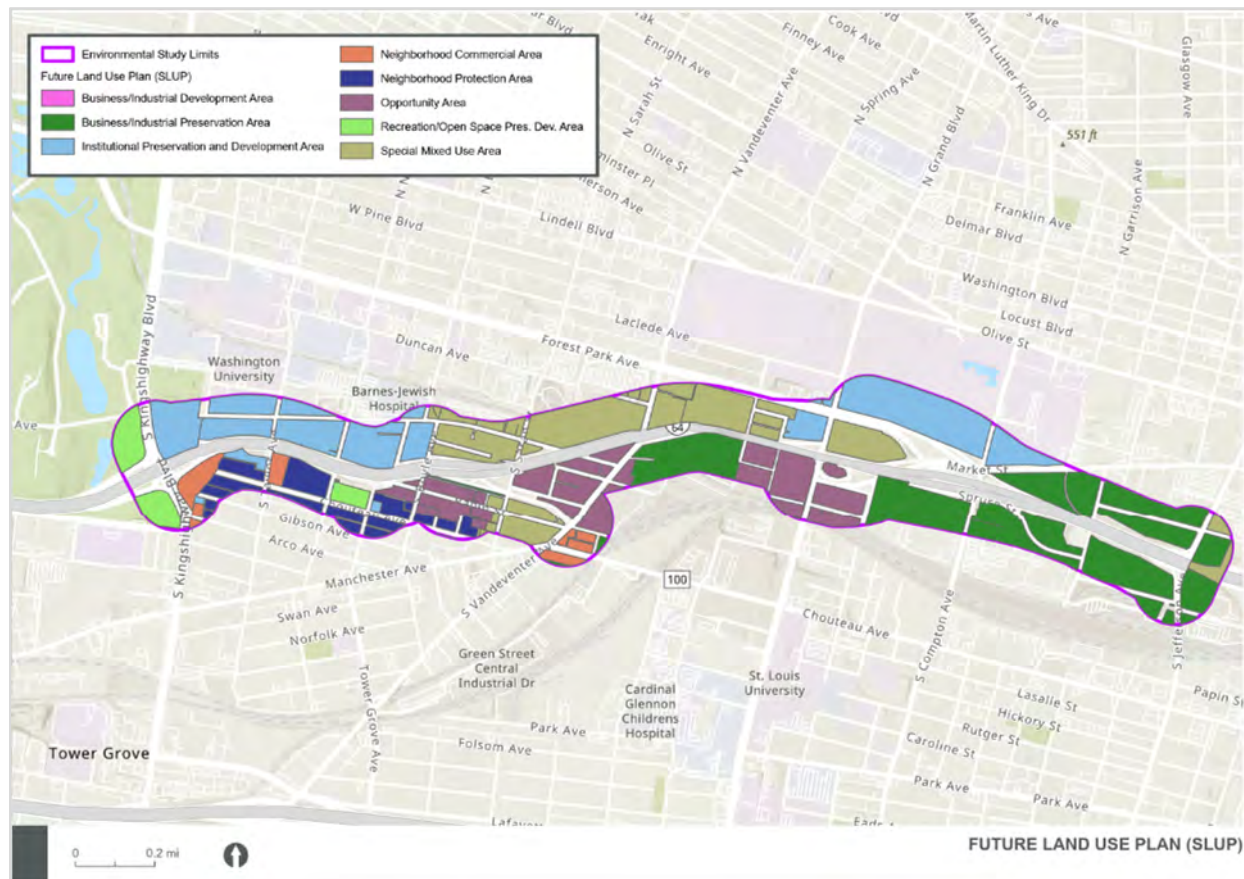 Environmental Study Limits
Future Land Use Plan (SLUP)
Business/Industrial Development Area
Business/Industrial Preservation Area
Institutional Preservation and Development Area
Neighborhood Commercial Area
Neighborhood Protection Area
Opportunity Area
Recreation/Open Space Pres. Dev. Area
Special Mixed Use Area
Enright Ave
Finney Ave
Cook Ave
Martin Luther King Dr
Glasgow Ave
N Sarah St
N Vandeventer Ave
N Spring Ave
N Grand Blvd
551 ft
Olive St
N Garrison Ave
Franklin Ave
Delmar Blvd
W Pine Blvd
Lindell Blvd
Washington Blvd
Locust Blvd
Olive St
S Kingshighway Blvd
Laclede Ave
Duncan Ave
Forest Park Ave
Washington
University
Barnes-Jewish
Hospital
Ave
64
Market St
Spruce St
Gibson Ave
Arco Ave
Manchester Ave
S Vandeventer Ave
100
Swan Ave
Norfolk Ave
Tower Grove Ave
Green Street
Central
Industrial Dr
Cardinal
Glennon
Childrens
Hospital
St. Louis
University
Chouteau Ave
S Compton Ave
S Jefferson Ave
Papin St
Lasalle St
Hickory St
Rutger St
Caroline St
Park Ave
Park Ave
Park Ave
Folsom Ave
Tower Grove
0 0.2 mi
FUTURE LAND USE PLAN (SLUP)